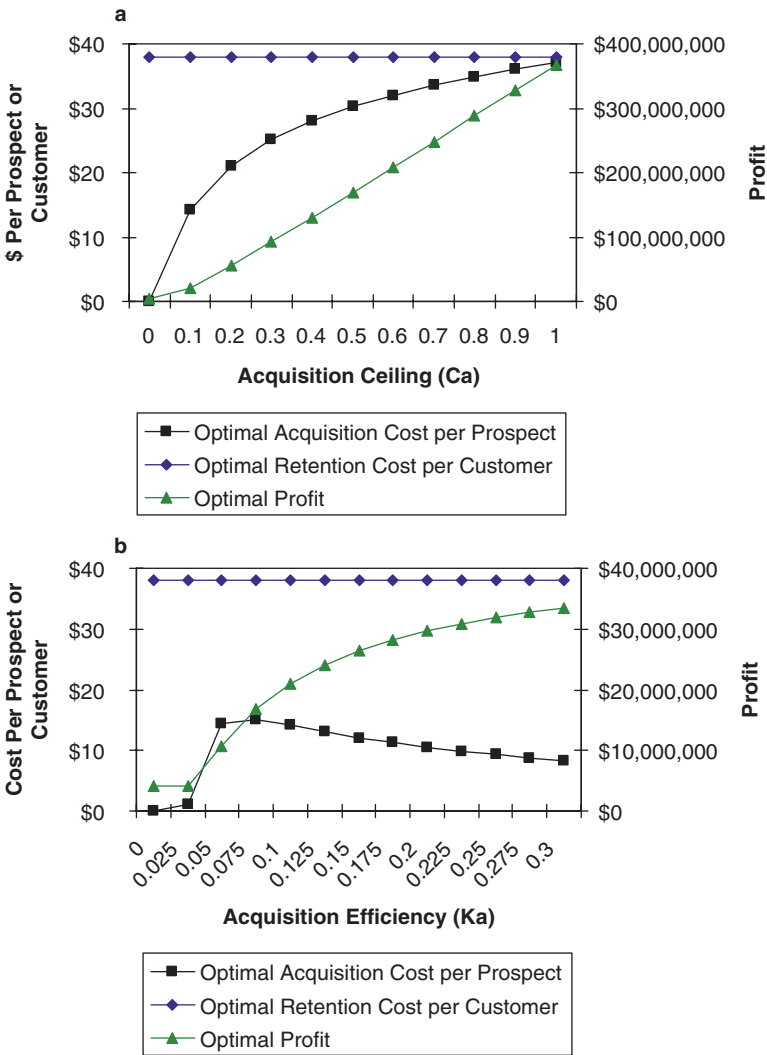 a
$ Per Prospect or
Customer
$40
$30
$20
$10
$0
$400,000,000
$300,000,000
$200,000,000
$100,000,000
$0
Profit
0 0.1 0.2 0.3 0.4 0.5 0.6 0.7 0.8 0.9 1
Acquisition Ceiling (Ca)
Optimal Acquisition Cost per Prospect
Optimal Retention Cost per Customer
Optimal Profit
b
Cost Per Prospect or
Customer
$40
$30
$20
$10
$0
$40,000,000
$30,000,000
$20,000,000
$10,000,000
$0
Profit
0 0.025 0.05 0.075 0.1 0.125 0.15 0.175 0.2 0.225 0.25 0.275 0.3
Acquisition Efficiency (Ka)
Optimal Acquisition Cost per Prospect
Optimal Retention Cost per Customer
Optimal Profit